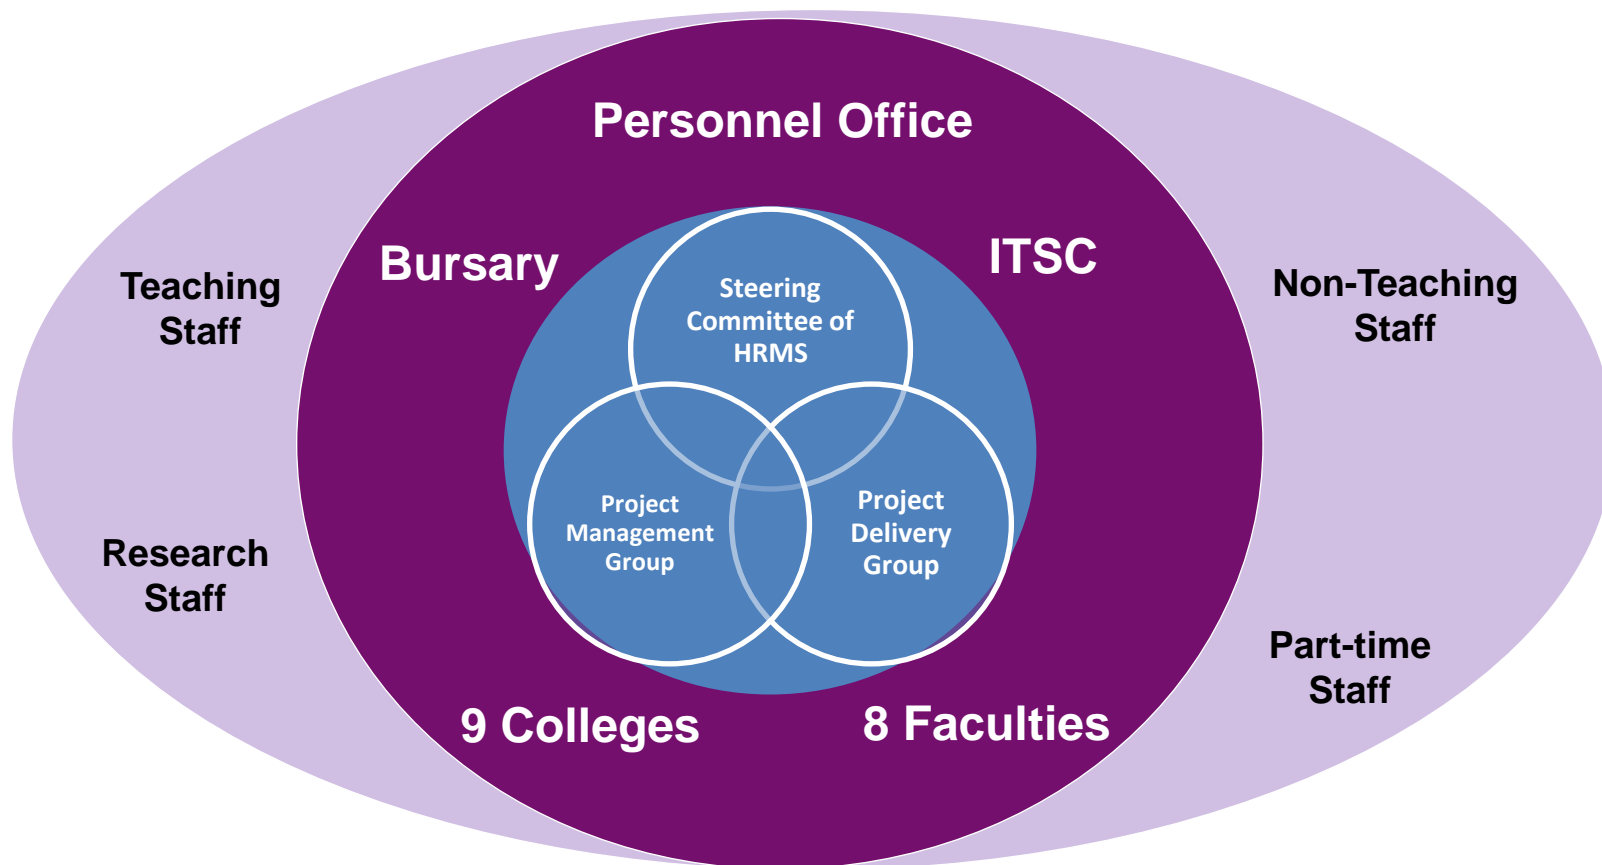 Personnel Office
Bursary
ITSC
Teaching
Staff
Non-Teaching
Staff
Steering
Committee of
HRMS
Project
Management
Group
Project
Delivery
Group
Research
Staff
Part-time
Staff
9 Colleges
8 Faculties